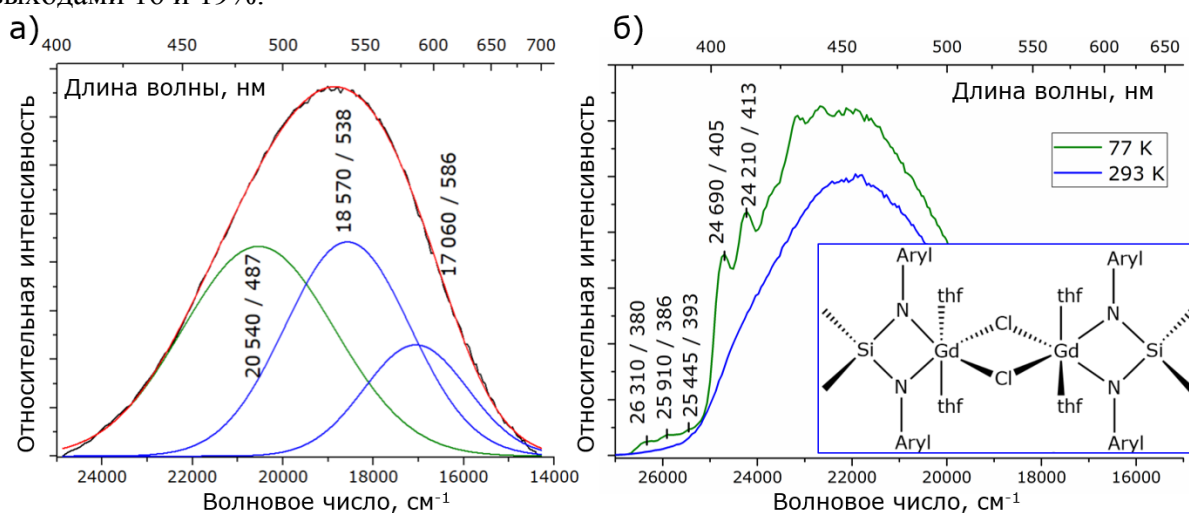 выходами 16 и 19%.
а)
400 450 500 550 600 650 700
Длина волны, нм
Относительная интенсивность
20 540 / 487
18 570 / 538
17 060 / 586
24000 22000 20000 18000 16000 14000
Волновое число, см-1
б)
400 450 500 550 600 650
Длина волны, нм
Относительная интенсивность
26 310 / 380
25 910 / 386
25 445 / 393
24 690 / 405
24 210 / 413
77 K
293 K
Aryl Aryl
thf thf
N Cl N
Si Gd Gd Si
N Cl N
thf thf
Aryl Aryl
26000 24000 22000 20000 18000 16000
Волновое число, см-1